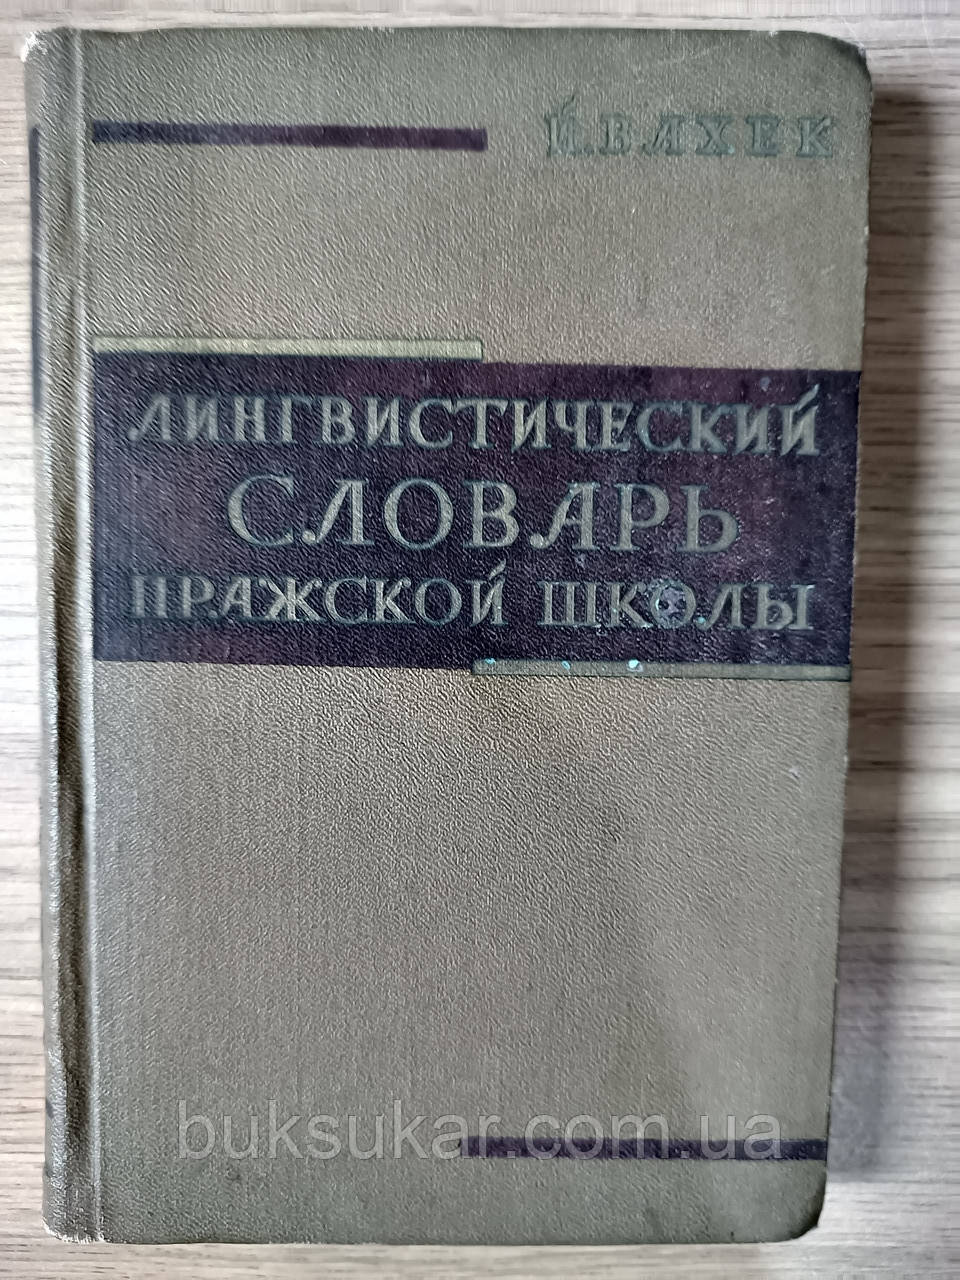 Й. ВАХЕК
ЛИНГВИСТИЧЕСКИЙ
СЛОВАРЬ
ПРАЖСКОЙ ШКОЛЫ
buksukar.com.ua